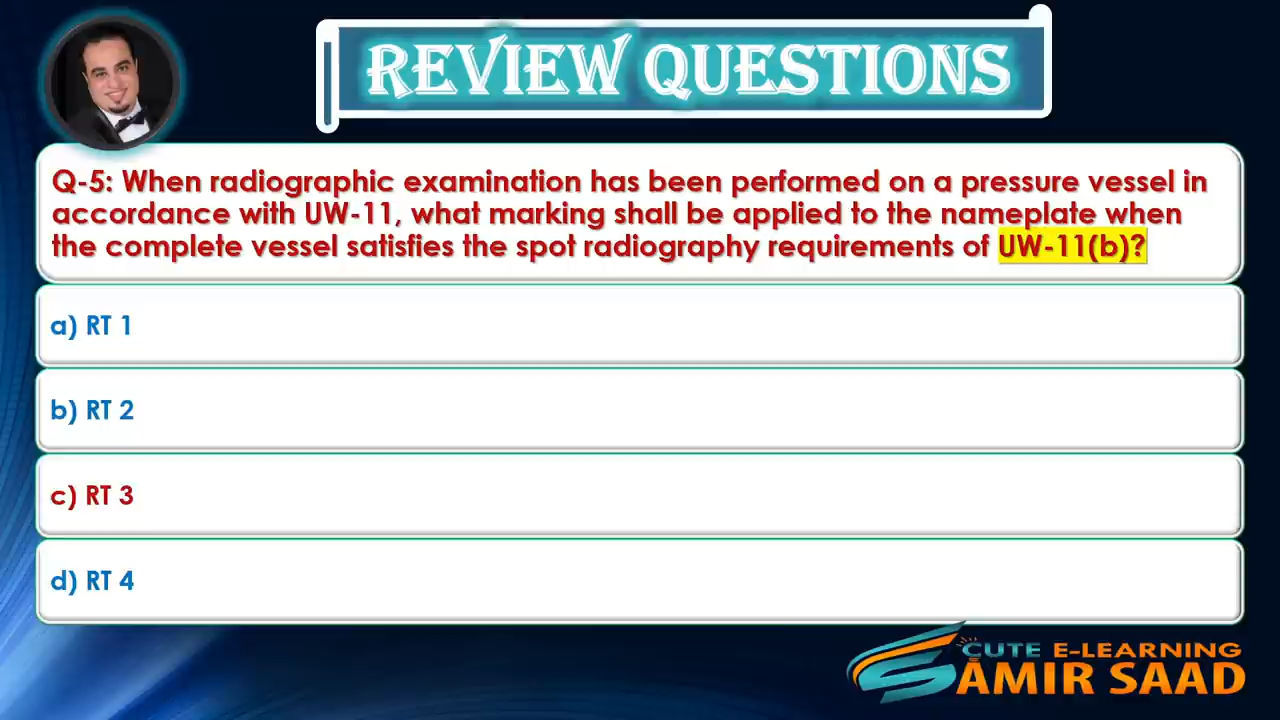 REVIEW QUESTIONS
Q-5: When radiographic examination has been performed on a pressure vessel in
accordance with UW-11, what marking shall be applied to the nameplate when
the complete vessel satisfies the spot radiography requirements of UW-11(b)?
a) RT 1
b) RT 2
c) RT 3
d) RT 4
CUTE E-LEARNING
AMIR SAAD